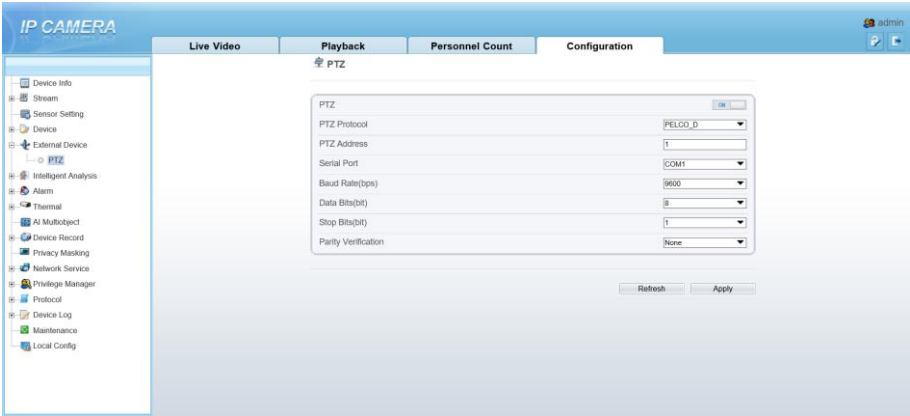 IP CAMERA
admin
Live Video Playback Personnel Count Configuration
PTZ
Device Info
Stream
Sensor Setting
Device
External Device
PTZ
Intelligent Analysis
Alarm
Thermal
AI Multiobject
Device Record
Privacy Masking
Network Service
Privilege Manager
Protocol
Device Log
Maintenance
Local Config
PTZ ON
PTZ Protocol PELCO_D
PTZ Address 1
Serial Port COM1
Baud Rate(bps) 9600
Data Bits(bit) 8
Stop Bits(bit) 1
Parity Verification None
Refresh Apply